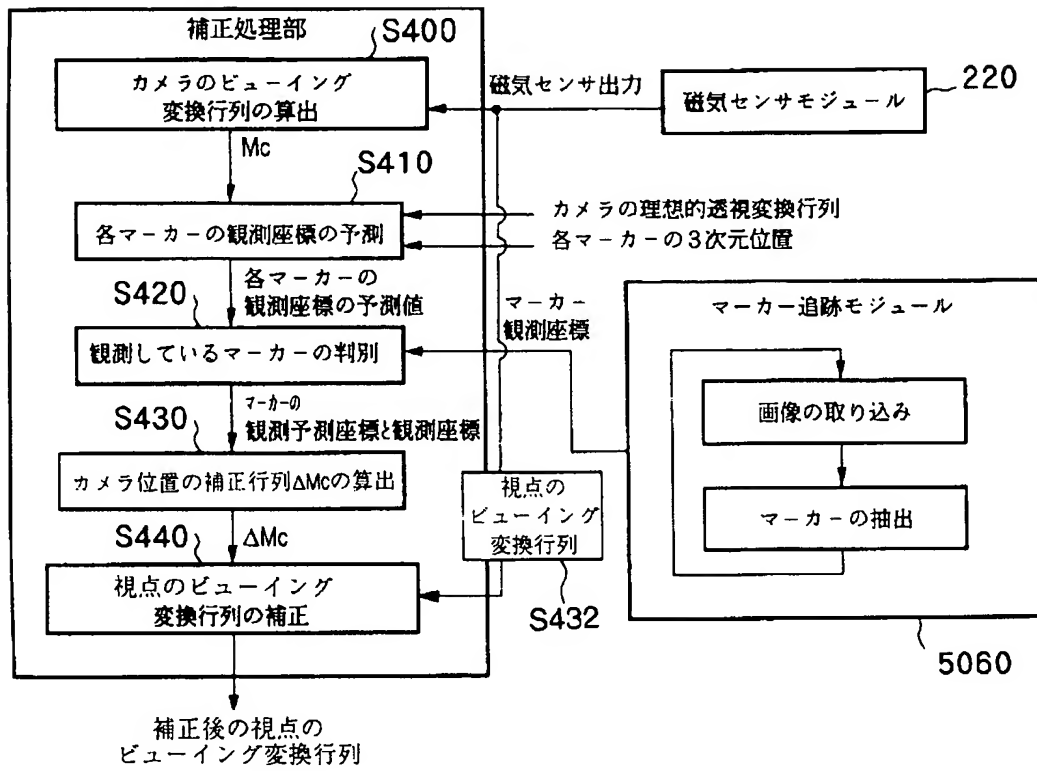 補正処理部
S400
カメラのビューイング
変換行列の算出
磁気センサ出力
磁気センサモジュール
220
Mc
S410
各マーカーの観測座標の予測
カメラの理想的透視変換行列
各マーカーの3次元位置
各マーカーの
観測座標の予測値
S420
観測しているマーカーの判別
マーカー
観測座標
マーカー追跡モジュール
画像の取り込み
マーカーの抽出
5060
マーカーの
観測予測座標と観測座標
S430
カメラ位置の補正行列ΔMcの算出
視点の
ビューイング
変換行列
S432
ΔMc
S440
視点のビューイング
変換行列の補正
補正後の視点の
ビューイング変換行列